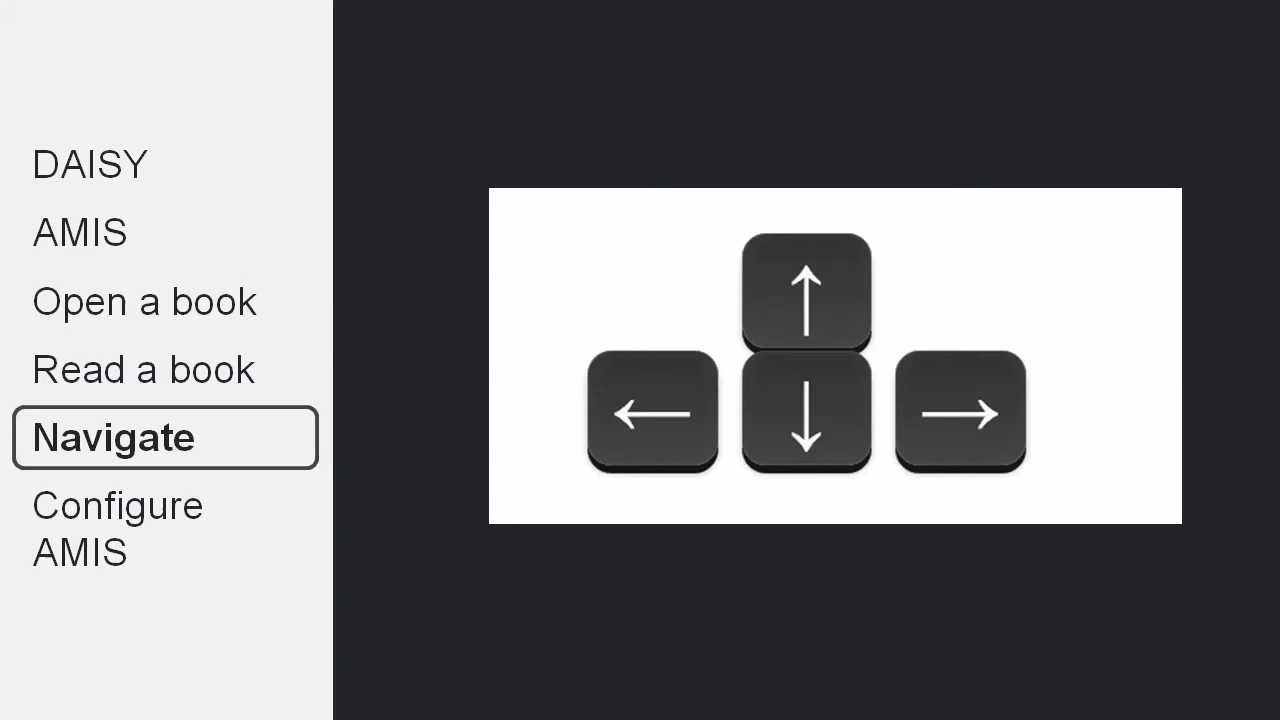 DAISY
AMIS
Open a book
Read a book
Navigate
Configure
AMIS